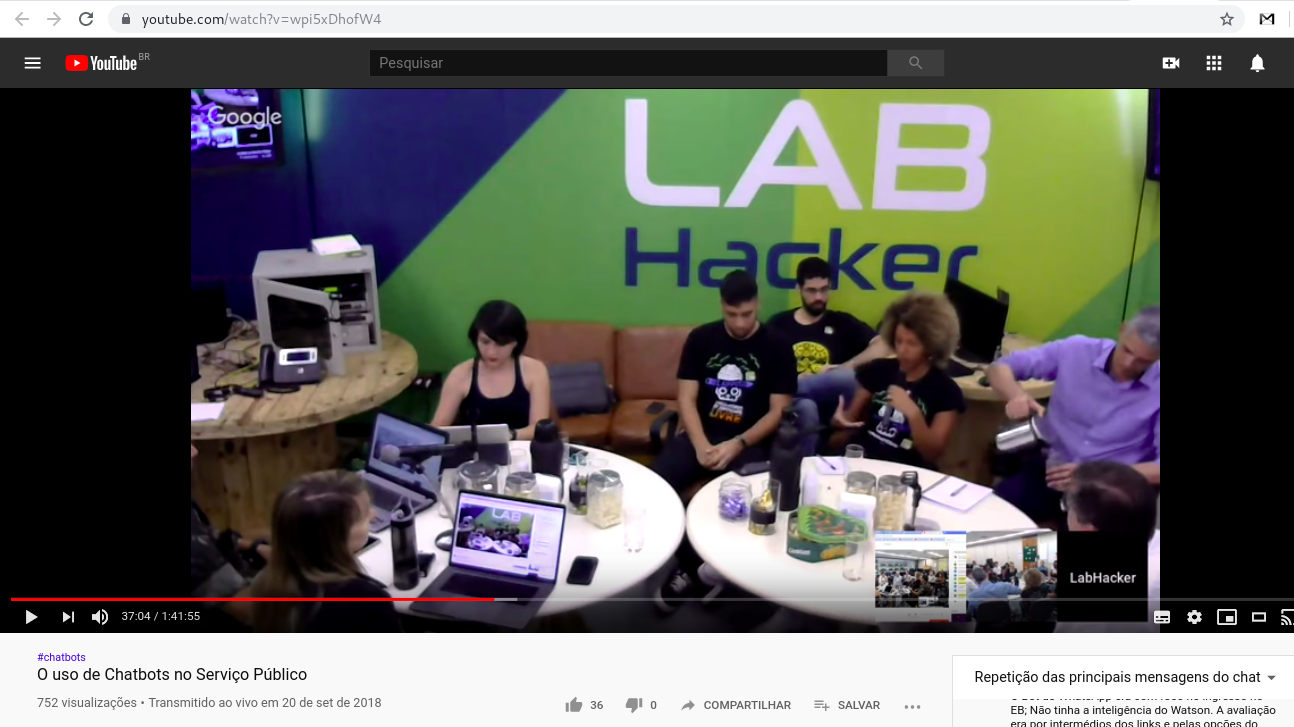 youtube.com/watch?v=wpi5xDhofW4
YouTube BR
Pesquisar
Google
LAB
Hacker
LIVRE
LAB
LabHacker
37:04 / 1:41:55
#chatbots
O uso de Chatbots no Serviço Público
752 visualizações • Transmitido ao vivo em 20 de set de 2018
36
0
COMPARTILHAR
SALVAR
Repetição das principais mensagens do chat
EB; Não tinha a inteligência do Watson. A avaliação
era por intermédios dos links e pelas opções do